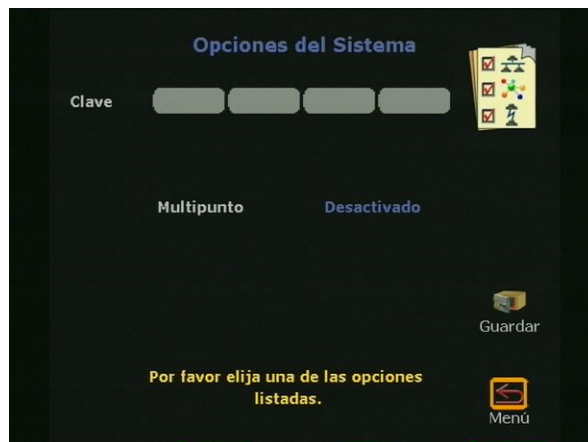 Opciones del Sistema
Clave
Multipunto Desactivado
Guardar
Por favor elija una de las opciones
listadas.
Menú